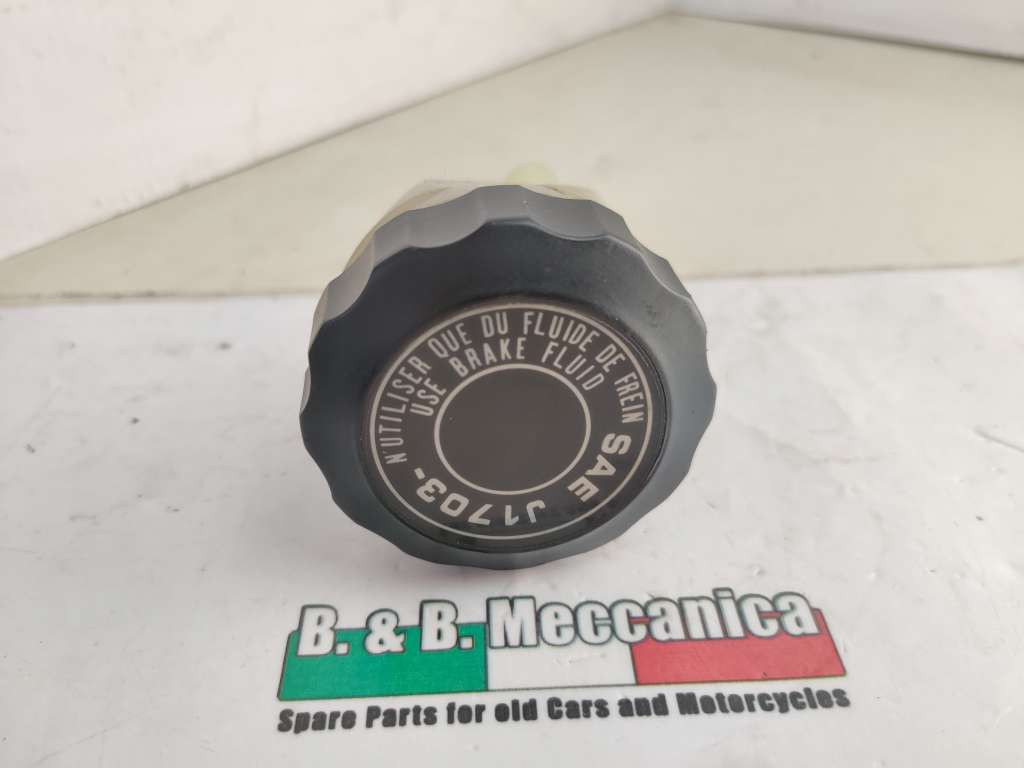 N'UTILISER QUE DU FLUIDE DE FREIN
USE BRAKE FLUID
SAE J1703-
B. & B. Meccanica
Spare Parts for old Cars and Motorcycles